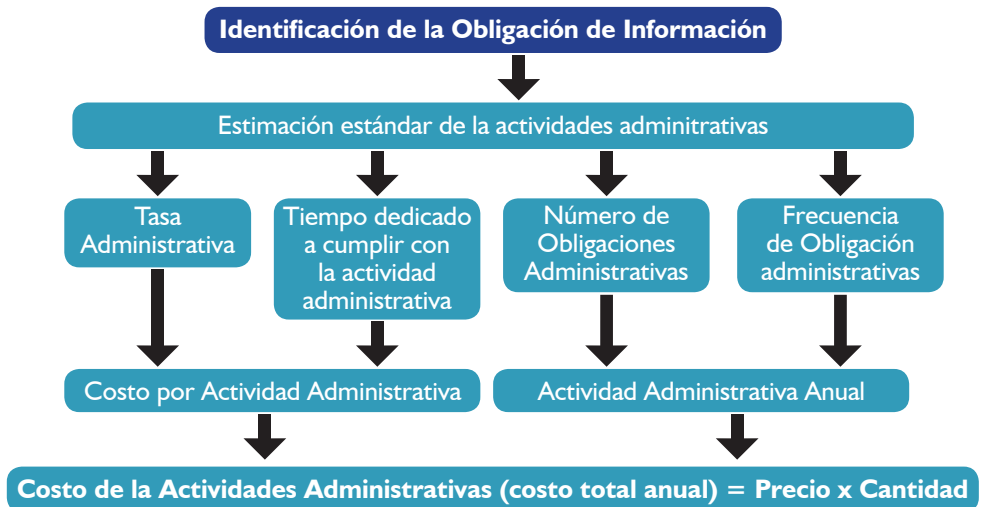 Identificación de la Obligación de Información
Estimación estándar de la actividades adminitrativas
Tasa
Administrativa
Tiempo dedicado
a cumplir con
la actividad
administrativa
Número de
Obligaciones
Administrativas
Frecuencia
de Obligación
administrativas
Costo por Actividad Administrativa
Actividad Administrativa Anual
Costo de la Actividades Administrativas (costo total anual) = Precio x Cantidad